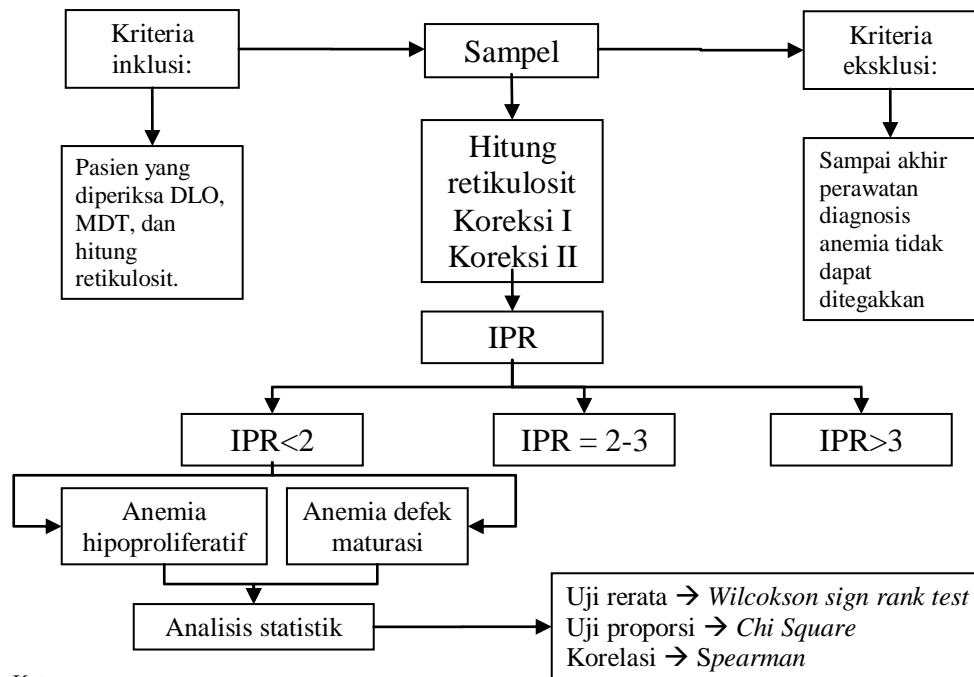 Kriteria
inklusi:
Sampel
Kriteria
eksklusi:
Pasien yang
diperiksa DLO,
MDT, dan
hitung
retikulosit.
Hitung
retikulosit
Koreksi I
Koreksi II
Sampai akhir
perawatan
diagnosis
anemia tidak
dapat
ditegakkan
IPR
IPR<2
IPR = 2-3
IPR>3
Anemia
hipoproliferatif
Anemia defek
maturasi
Analisis statistik
Uji rerata → Wilcokson sign rank test
Uji proporsi → Chi Square
Korelasi → Spearman